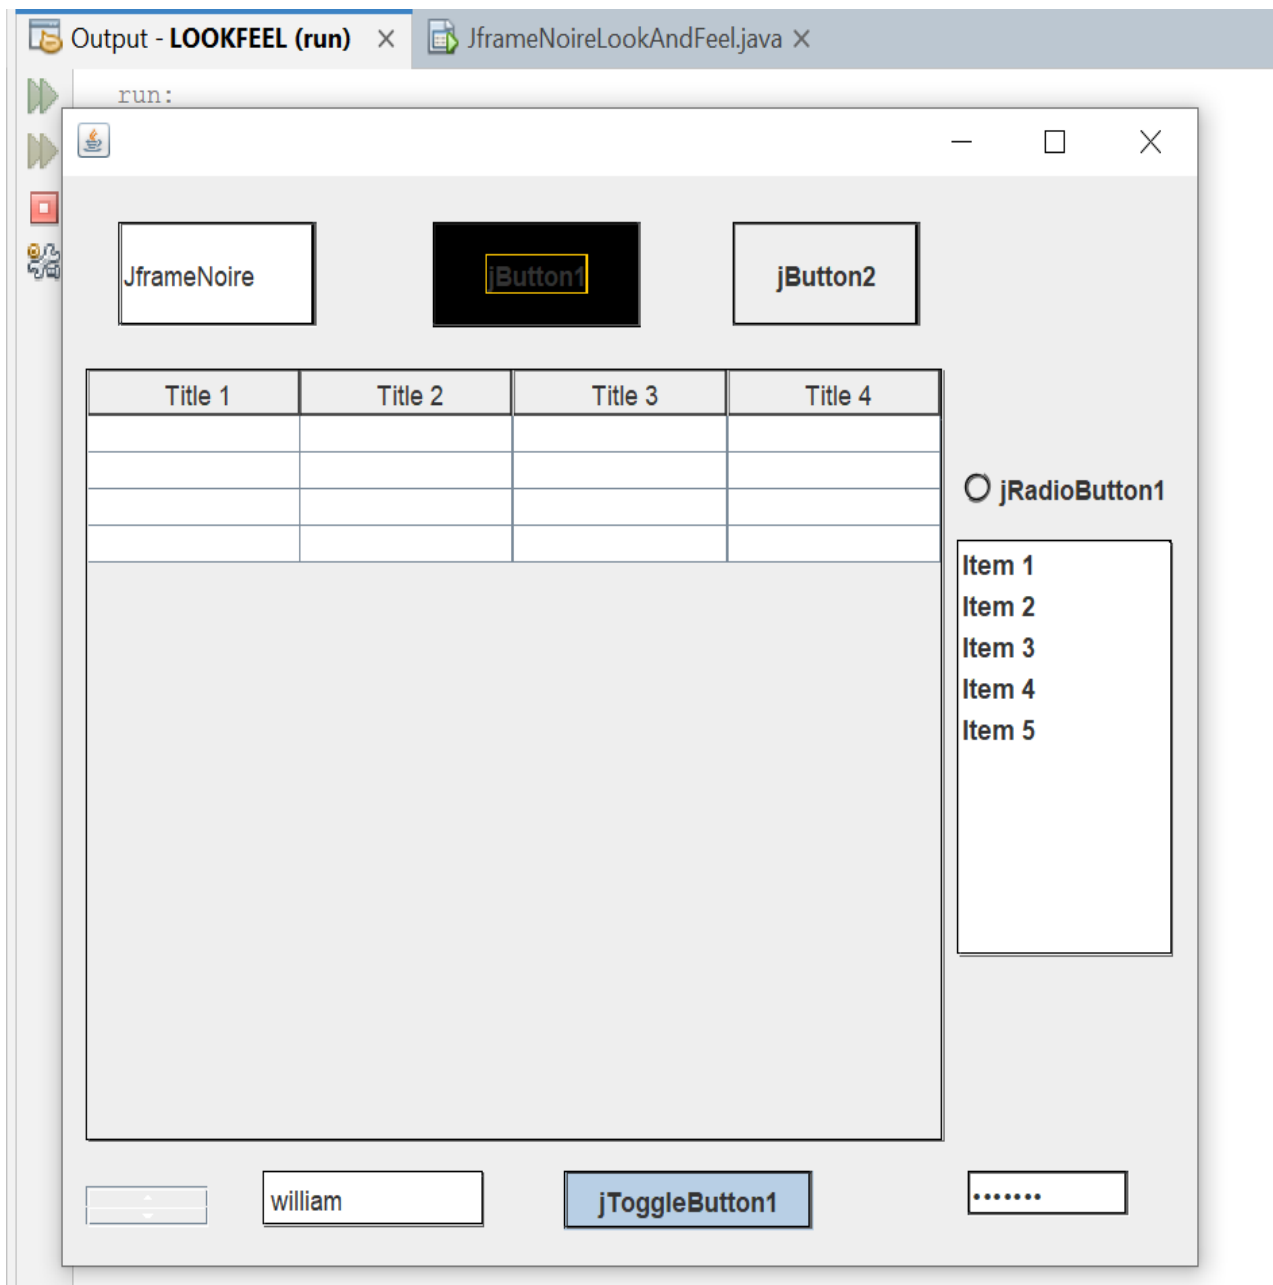 Output - LOOKFEEL (run)
JframeNoireLookAndFeel.java
run:
JframeNoire
jButton1
jButton2
Title 1 Title 2 Title 3 Title 4
jRadioButton1
Item 1
Item 2
Item 3
Item 4
Item 5
william
jToggleButton1
•••••••